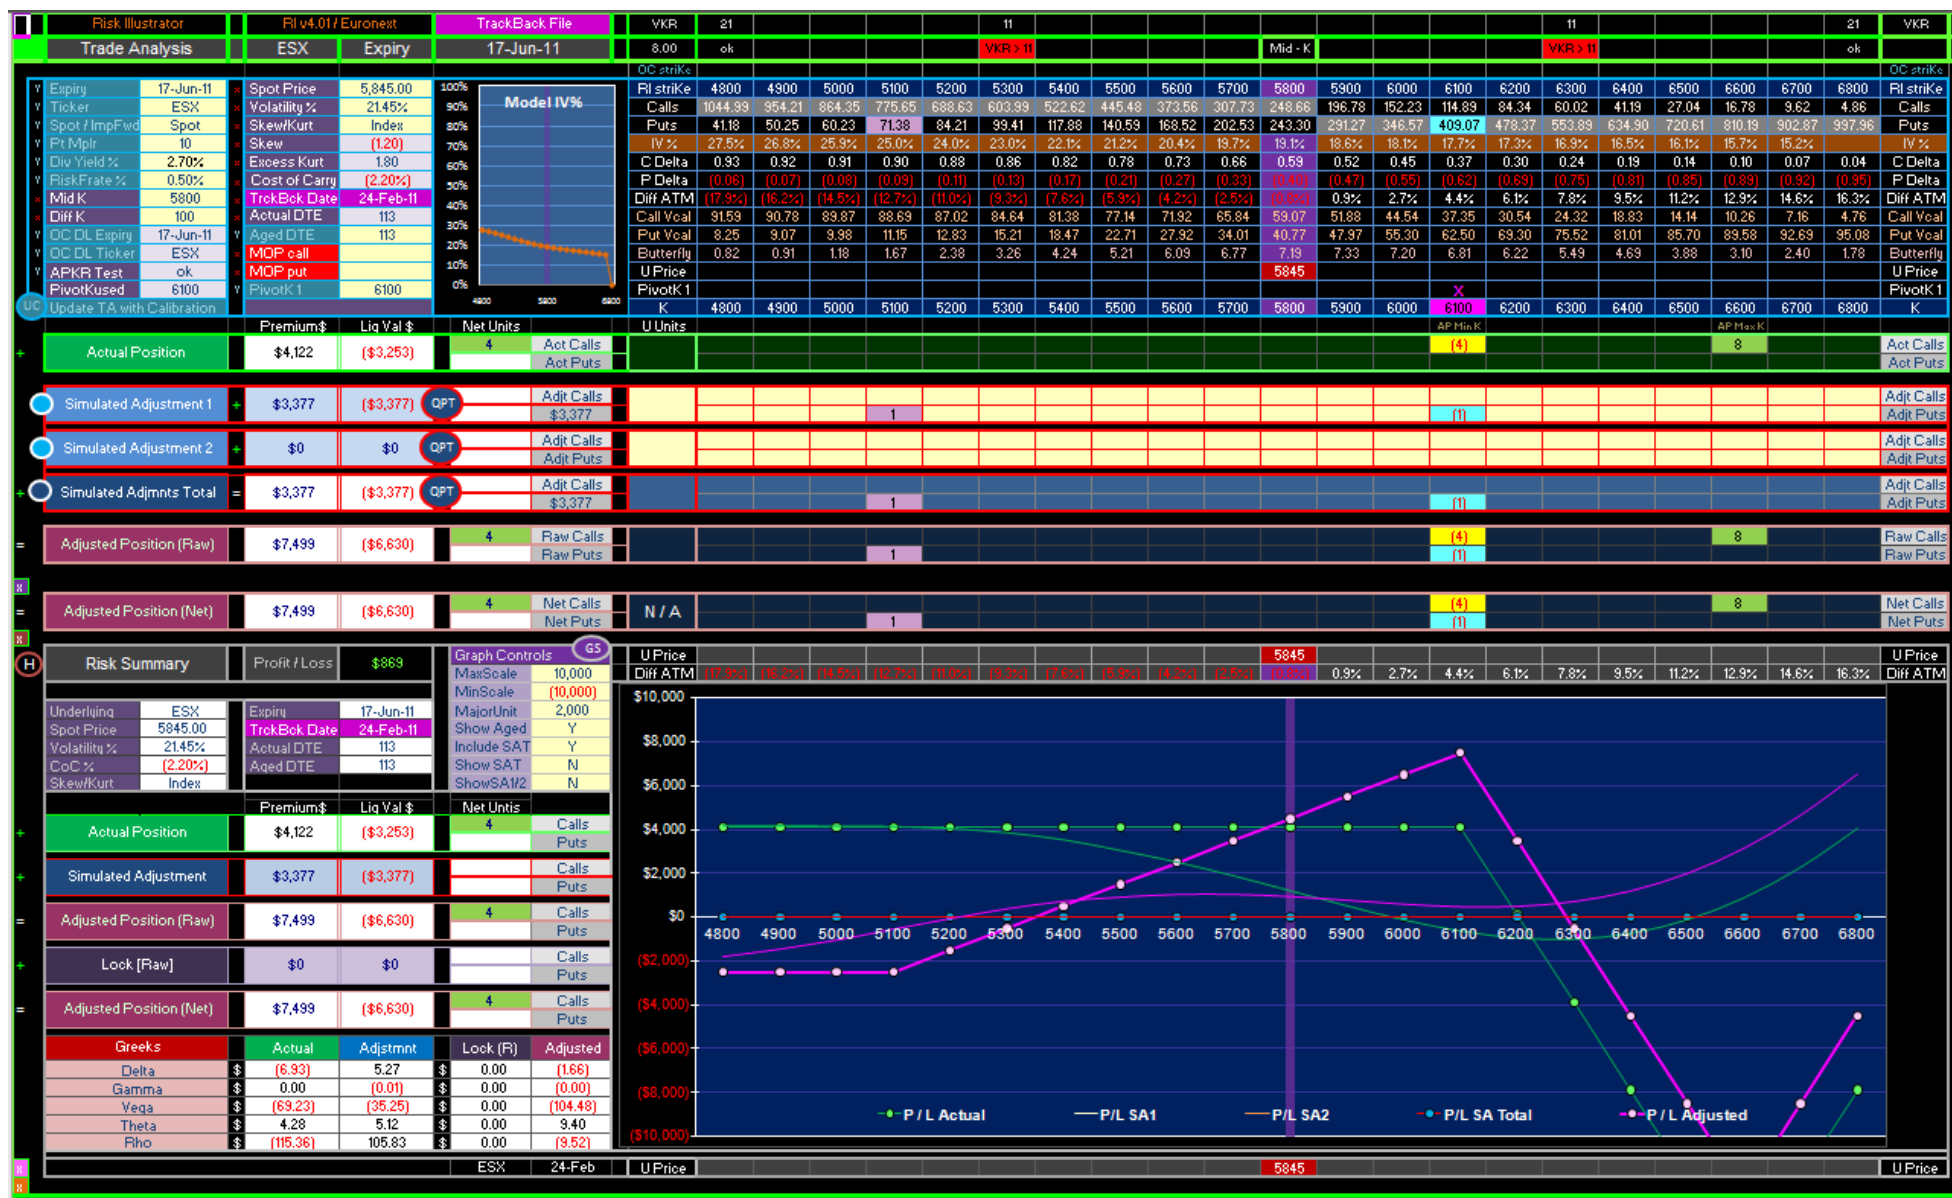 Risk Illustrator RI v4.01 / Euronext TrackBack File VKR 21 11 11 21 VKR
Trade Analysis ESX Expiry 17-Jun-11 8.00 ok VKR > 11 Mid - K VKR > 11 ok
OC striKe OC striKe
Y Expiry 17-Jun-11 Spot Price 5,845.00 RI striKe 4800 4900 5000 5100 5200 5300 5400 5500 5600 5700 5800 5900 6000 6100 6200 6300 6400 6500 6600 6700 6800 RI striKe
Y Ticker ESX Volatility % 21.45% Calls 1044.99 954.21 864.35 775.65 688.63 603.99 522.62 445.48 373.56 307.73 248.66 196.78 152.23 114.89 84.34 60.02 41.19 27.04 16.78 9.62 4.86 Calls
Y Spot / ImpFwd Spot Skew/Kurt Index Puts 41.18 50.25 60.23 71.38 84.21 99.41 117.88 140.59 168.52 202.53 243.30 291.27 346.57 409.07 478.37 553.89 634.90 720.61 810.19 902.87 997.96 Puts
Y Pt Mplr 10 Skew (1.20) IV % 27.5% 26.8% 25.9% 25.0% 24.0% 23.0% 22.1% 21.2% 20.4% 19.7% 19.1% 18.6% 18.1% 17.7% 17.3% 16.9% 16.5% 16.1% 15.7% 15.2% IV %
Y Div Yield % 2.70% Excess Kurt 1.80 C Delta 0.93 0.92 0.91 0.90 0.88 0.86 0.82 0.78 0.73 0.66 0.59 0.52 0.45 0.37 0.30 0.24 0.19 0.14 0.10 0.07 0.04 C Delta
Y RiskFrate % 0.50% Cost of Carry (2.20%) P Delta (0.06) (0.07) (0.08) (0.09) (0.11) (0.13) (0.17) (0.21) (0.27) (0.33) (0.40) (0.47) (0.55) (0.62) (0.69) (0.75) (0.81) (0.85) (0.89) (0.92) (0.95) P Delta
Mid K 5800 TrckBck Date 24-Feb-11 Diff ATM (17.9%) (16.2%) (14.5%) (12.7%) (11.0%) (9.3%) (7.6%) (5.9%) (4.2%) (2.5%) (0.8%) 0.9% 2.7% 4.4% 6.1% 7.8% 9.5% 11.2% 12.9% 14.6% 16.3% Diff ATM
Diff K 100 Actual DTE 113 Call Vcal 91.59 90.78 89.87 88.69 87.02 84.64 81.38 77.14 71.92 65.84 59.07 51.88 44.54 37.35 30.54 24.32 18.83 14.14 10.26 7.16 4.76 Call Vcal
Y OC DL Expiry 17-Jun-11 Y Aged DTE 113 Put Vcal 8.25 9.07 9.98 11.15 12.83 15.21 18.47 22.71 27.92 34.01 40.77 47.97 55.30 62.50 69.30 75.52 81.01 85.70 89.58 92.69 95.08 Put Vcal
Y OC DL Ticker ESX MOP call Butterfly 0.82 0.91 1.18 1.67 2.38 3.26 4.24 5.21 6.09 6.77 7.19 7.33 7.20 6.81 6.22 5.49 4.69 3.88 3.10 2.40 1.78 Butterfly
Y APKR Test ok MOP put U Price 5845 U Price
PivotKused 6100 Y PivotK 1 6100 PivotK 1 X PivotK 1
UC Update TA with Calibration K 4800 4900 5000 5100 5200 5300 5400 5500 5600 5700 5800 5900 6000 6100 6200 6300 6400 6500 6600 6700 6800 K
100% 90% 80% 70% 60% 50% 40% 30% 20% 10% 0%
Model IV%
4800 5800 6800
Premium$ Liq Val $ Net Units U Units AP Min K AP Max K
+ Actual Position $4,122 ($3,253) 4 Act Calls (4) 8 Act Calls
Act Puts Act Puts
Simulated Adjustment 1 + $3,377 ($3,377) QPT Adjt Calls Adjt Calls
$3,377 1 (1) Adjt Puts
Simulated Adjustment 2 + $0 $0 QPT Adjt Calls Adjt Calls
Adjt Puts Adjt Puts
+ Simulated Adjmnts Total = $3,377 ($3,377) QPT Adjt Calls Adjt Calls
$3,377 1 (1) Adjt Puts
= Adjusted Position (Raw) $7,499 ($6,630) 4 Raw Calls (4) 8 Raw Calls
Raw Puts 1 (1) Raw Puts
x
= Adjusted Position (Net) $7,499 ($6,630) 4 Net Calls N / A (4) 8 Net Calls
Net Puts 1 (1) Net Puts
x
H Risk Summary Profit / Loss $869 Graph Controls GS U Price 5845 U Price
MaxScale 10,000 Diff ATM (17.9%) (16.2%) (14.5%) (12.7%) (11.0%) (9.3%) (7.6%) (5.9%) (4.2%) (2.5%) (0.8%) 0.9% 2.7% 4.4% 6.1% 7.8% 9.5% 11.2% 12.9% 14.6% 16.3% Diff ATM
MinScale (10,000)
Underlying ESX Expiry 17-Jun-11 MajorUnit 2,000
Spot Price 5845.00 TrckBck Date 24-Feb-11 Show Aged Y
Volatility % 21.45% Actual DTE 113 Include SAT Y
CoC % (2.20%) Aged DTE 113 Show SAT N
Skew/Kurt Index ShowSA1/2 N
Premium$ Liq Val $ Net Untis
+ Actual Position $4,122 ($3,253) 4 Calls
Puts
+ Simulated Adjustment $3,377 ($3,377) Calls
Puts
= Adjusted Position (Raw) $7,499 ($6,630) 4 Calls
Puts
+ Lock [Raw] $0 $0 Calls
Puts
= Adjusted Position (Net) $7,499 ($6,630) 4 Calls
Puts
Greeks Actual Adjstmnt Lock (R) Adjusted
Delta $ (6.93) 5.27 $ 0.00 (1.66)
Gamma $ 0.00 (0.01) $ 0.00 (0.00)
Vega $ (69.23) (35.25) $ 0.00 (104.48)
Theta $ 4.28 5.12 $ 0.00 9.40
Rho $ (115.36) 105.83 $ 0.00 (9.52)
$10,000
$8,000
$6,000
$4,000
$2,000
$0
4800 4900 5000 5100 5200 5300 5400 5500 5600 5700 5800 5900 6000 6100 6200 6300 6400 6500 6600 6700 6800
($2,000)
($4,000)
($6,000)
($8,000)
($10,000)
P / L Actual P/L SA1 P/L SA2 P/L SA Total P / L Adjusted
x ESX 24-Feb U Price 5845 U Price
x